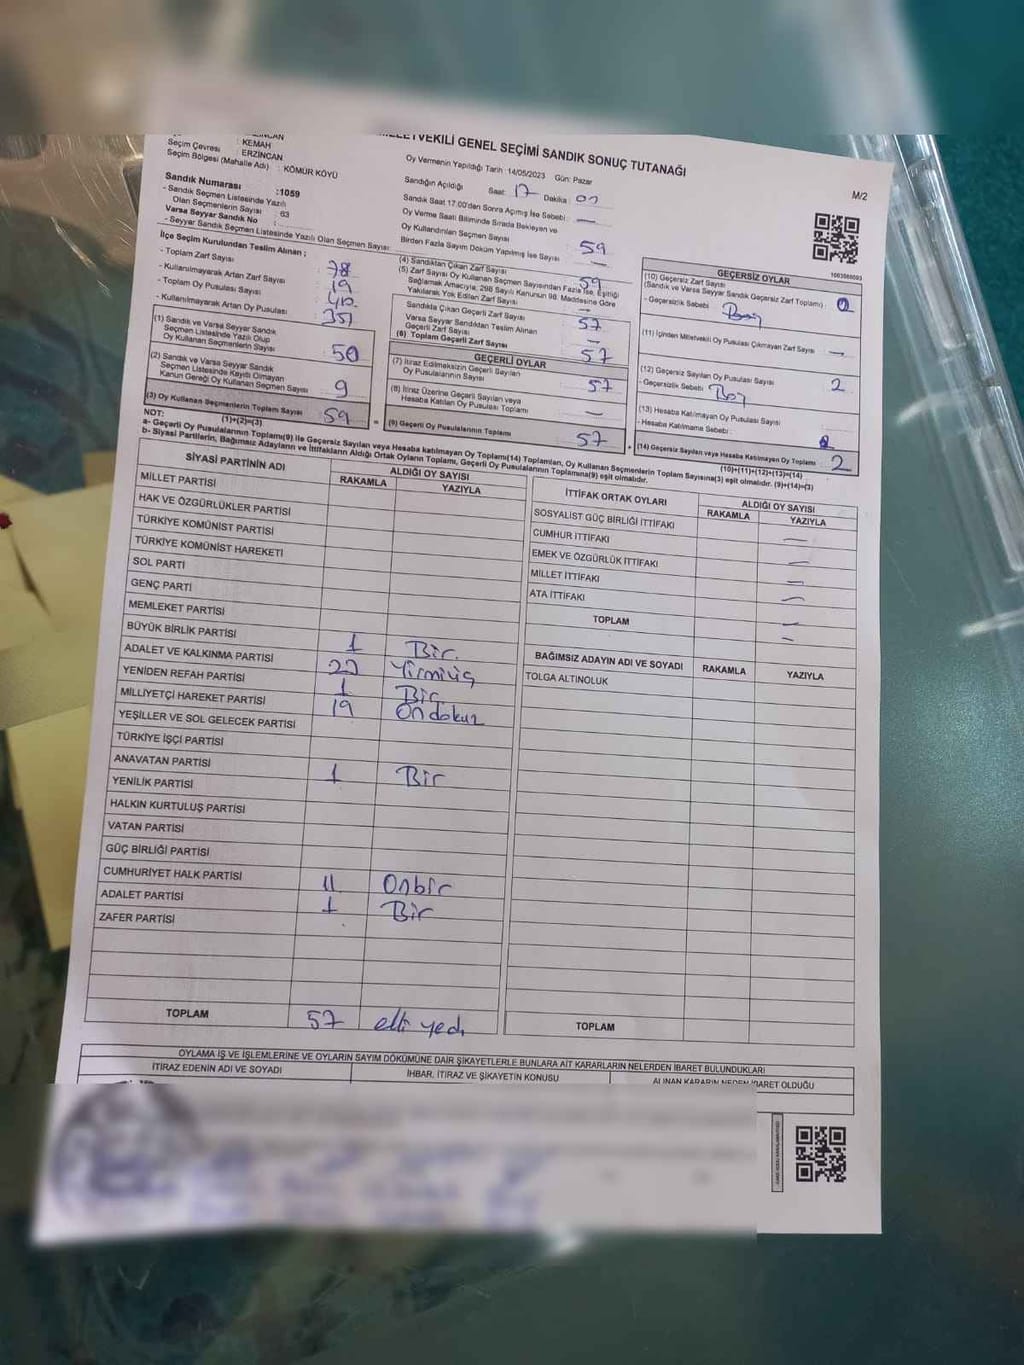 MİLLETVEKİLİ GENEL SEÇİMİ SANDIK SONUÇ TUTANAĞI
M/2
ERZİNCAN
: KEMAH
Seçim Çevresi : ERZİNCAN
Seçim Bölgesi (Mahalle Adı) : KÖMÜR KÖYÜ
Sandık Numarası :1059
- Sandık Seçmen Listesinde Yazılı
Olan Seçmenlerin Sayısı : 63
Varsa Seyyar Sandık No :
- Seyyar Sandık Seçmen Listesinde Yazılı Olan Seçmen Sayısı:
İlçe Seçim Kurulundan Teslim Alınan ;
- Toplam Zarf Sayısı : 78
- Kullanılmayarak Artan Zarf Sayısı : 19
- Toplam Oy Pusulası Sayısı : 410
- Kullanılmayarak Artan Oy Pusulası : 351
(1) Sandık ve Varsa Seyyar Sandık
Seçmen Listesinde Yazılı Olup
Oy Kullanan Seçmenlerin Sayısı : 50
(2) Sandık ve Varsa Seyyar Sandık
Seçmen Listesinde Kayıtlı Olmayan
Kanun Gereği Oy Kullanan Seçmen Sayısı : 9
(3) Oy Kullanan Seçmenlerin Toplam Sayısı : 59
(1)+(2)=(3)
Oy Vermenin Yapıldığı Tarih :14/05/2023 Gün: Pazar
Sandığın Açıldığı Saat: 17 Dakika: 01
Sandık Saat 17.00'den Sonra Açılmış İse Sebebi : —
Oy Verme Saati Bitiminde Sırada Bekleyen ve
Oy Kullandırılan Seçmen Sayısı : 59
Birden Fazla Sayım Döküm Yapılmış İse Sayısı : —
(4) Sandıktan Çıkan Zarf Sayısı : 59
(5) Zarf Sayısı Oy Kullanan Seçmen Sayısından Fazla İse, Eşitliği
Sağlamak Amacıyla; 298 Sayılı Kanunun 98. Maddesine Göre
Yakılarak Yok Edilen Zarf Sayısı : —
Sandıkta Çıkan Geçerli Zarf Sayısı : 57
Varsa Seyyar Sandıktan Teslim Alınan
Geçerli Zarf Sayısı : —
(6) Toplam Geçerli Zarf Sayısı : 57
GEÇERLİ OYLAR
(7) İtiraz Edilmeksizin Geçerli Sayılan
Oy Pusulalarının Sayısı : 57
(8) İtiraz Üzerine Geçerli Sayılan veya
Hesaba Katılan Oy Pusulası Toplamı : —
(9) Geçerli Oy Pusulalarının Toplamı : 57
1003068093
GEÇERSİZ OYLAR
(10) Geçersiz Zarf Sayısı
(Sandık ve Varsa Seyyar Sandık Geçersiz Zarf Toplamı) :
- Geçersizlik Sebebi :
(11) İçinden Milletvekili Oy Pusulası Çıkmayan Zarf Sayısı : —
(12) Geçersiz Sayılan Oy Pusulası Sayısı : 2
- Geçersizlik Sebebi :
(13) Hesaba Katılmayan Oy Pusulası Sayısı :
- Hesaba Katılmama Sebebi :
(14) Geçersiz Sayılan veya Hesaba Katılmayan Oy Toplamı : 2
(10)+(11)+(12)+(13)=(14)
NOT:
a- Geçerli Oy Pusulalarının Toplamı(9) ile Geçersiz Sayılan veya Hesaba katılmayan Oy Toplamı(14) Toplamları, Oy Kullanan Seçmenlerin Toplam Sayısına(3) eşit olmalıdır. (9)+(14)=(3)
b- Siyasi Partilerin, Bağımsız Adayların ve İttifakların Aldığı Ortak Oyların Toplamı, Geçerli Oy Pusulalarının Toplamına(9) eşit olmalıdır.
SİYASİ PARTİNİN ADI ALDIĞI OY SAYISI
RAKAMLA YAZIYLA
MİLLET PARTİSİ
HAK VE ÖZGÜRLÜKLER PARTİSİ
TÜRKİYE KOMÜNİST PARTİSİ
TÜRKİYE KOMÜNİST HAREKETİ
SOL PARTİ
GENÇ PARTİ
MEMLEKET PARTİSİ
BÜYÜK BİRLİK PARTİSİ 1 Bir.
ADALET VE KALKINMA PARTİSİ 23 Yirmiüç
YENİDEN REFAH PARTİSİ 1 Bir
MİLLİYETÇİ HAREKET PARTİSİ 19 Ondokuz
YEŞİLLER VE SOL GELECEK PARTİSİ
TÜRKİYE İŞÇİ PARTİSİ
ANAVATAN PARTİSİ 1 Bir
YENİLİK PARTİSİ
HALKIN KURTULUŞ PARTİSİ
VATAN PARTİSİ
GÜÇ BİRLİĞİ PARTİSİ
CUMHURİYET HALK PARTİSİ 11 Onbir
ADALET PARTİSİ 1 Bir
ZAFER PARTİSİ
TOPLAM 57 elli yedi
İTTİFAK ORTAK OYLARI ALDIĞI OY SAYISI
RAKAMLA YAZIYLA
SOSYALİST GÜÇ BİRLİĞİ İTTİFAKI —
CUMHUR İTTİFAKI —
EMEK VE ÖZGÜRLÜK İTTİFAKI —
MİLLET İTTİFAKI —
ATA İTTİFAKI —
TOPLAM —
BAĞIMSIZ ADAYIN ADI VE SOYADI RAKAMLA YAZIYLA
TOLGA ALTINOLUK
TOPLAM
OYLAMA İŞ VE İŞLEMLERİNE VE OYLARIN SAYIM DÖKÜMÜNE DAİR ŞİKAYETLERLE BUNLARA AİT KARARLARIN NELERDEN İBARET BULUNDUKLARI
İTİRAZ EDENİN ADI VE SOYADI İHBAR, İTİRAZ VE ŞİKAYETİN KONUSU ALINAN KARARIN NEDEN İBARET OLDUĞU